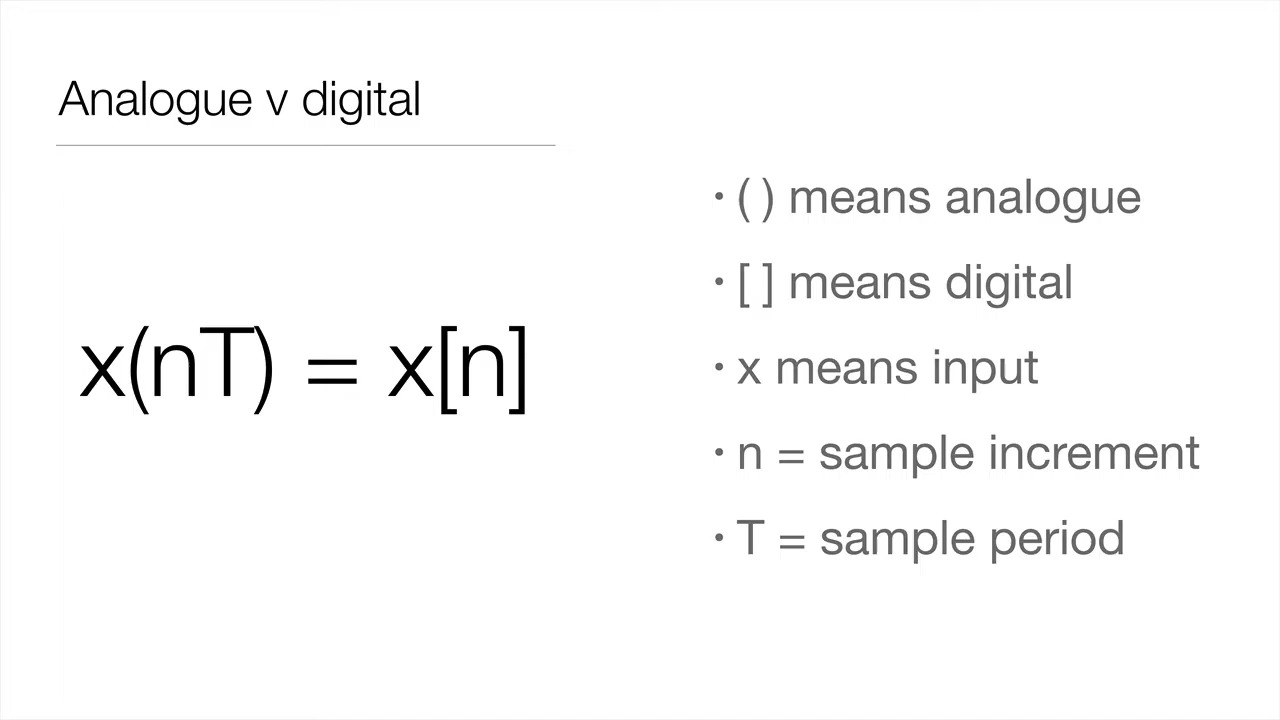 Analogue v digital
x(nT) = x[n]
• ( ) means analogue
• [ ] means digital
• x means input
• n = sample increment
• T = sample period